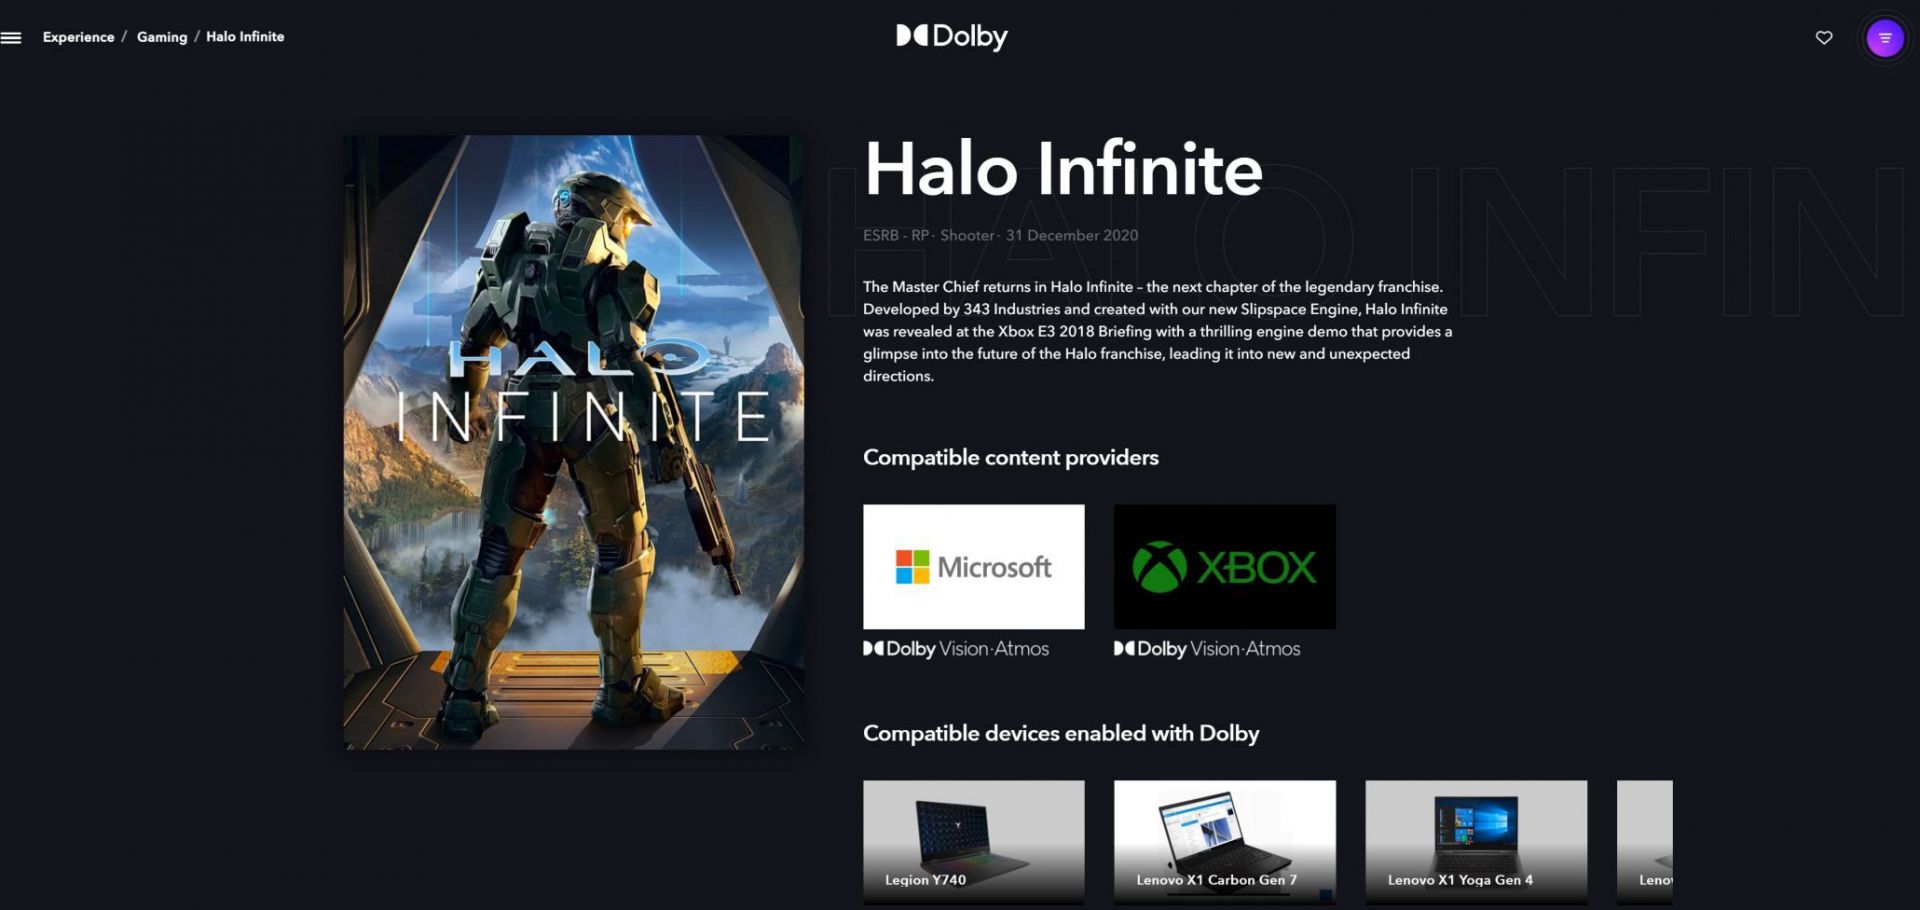 Experience / Gaming / Halo Infinite
Dolby
HALO INFIN
Halo Infinite
ESRB - RP · Shooter · 31 December 2020
The Master Chief returns in Halo Infinite – the next chapter of the legendary franchise.
Developed by 343 Industries and created with our new Slipspace Engine, Halo Infinite
was revealed at the Xbox E3 2018 Briefing with a thrilling engine demo that provides a
glimpse into the future of the Halo franchise, leading it into new and unexpected
directions.
HALO
INFINITE
Compatible content providers
Microsoft
XBOX
Dolby Vision·Atmos
Dolby Vision·Atmos
Compatible devices enabled with Dolby
Legion Y740
Lenovo X1 Carbon Gen 7
Lenovo X1 Yoga Gen 4
Leno